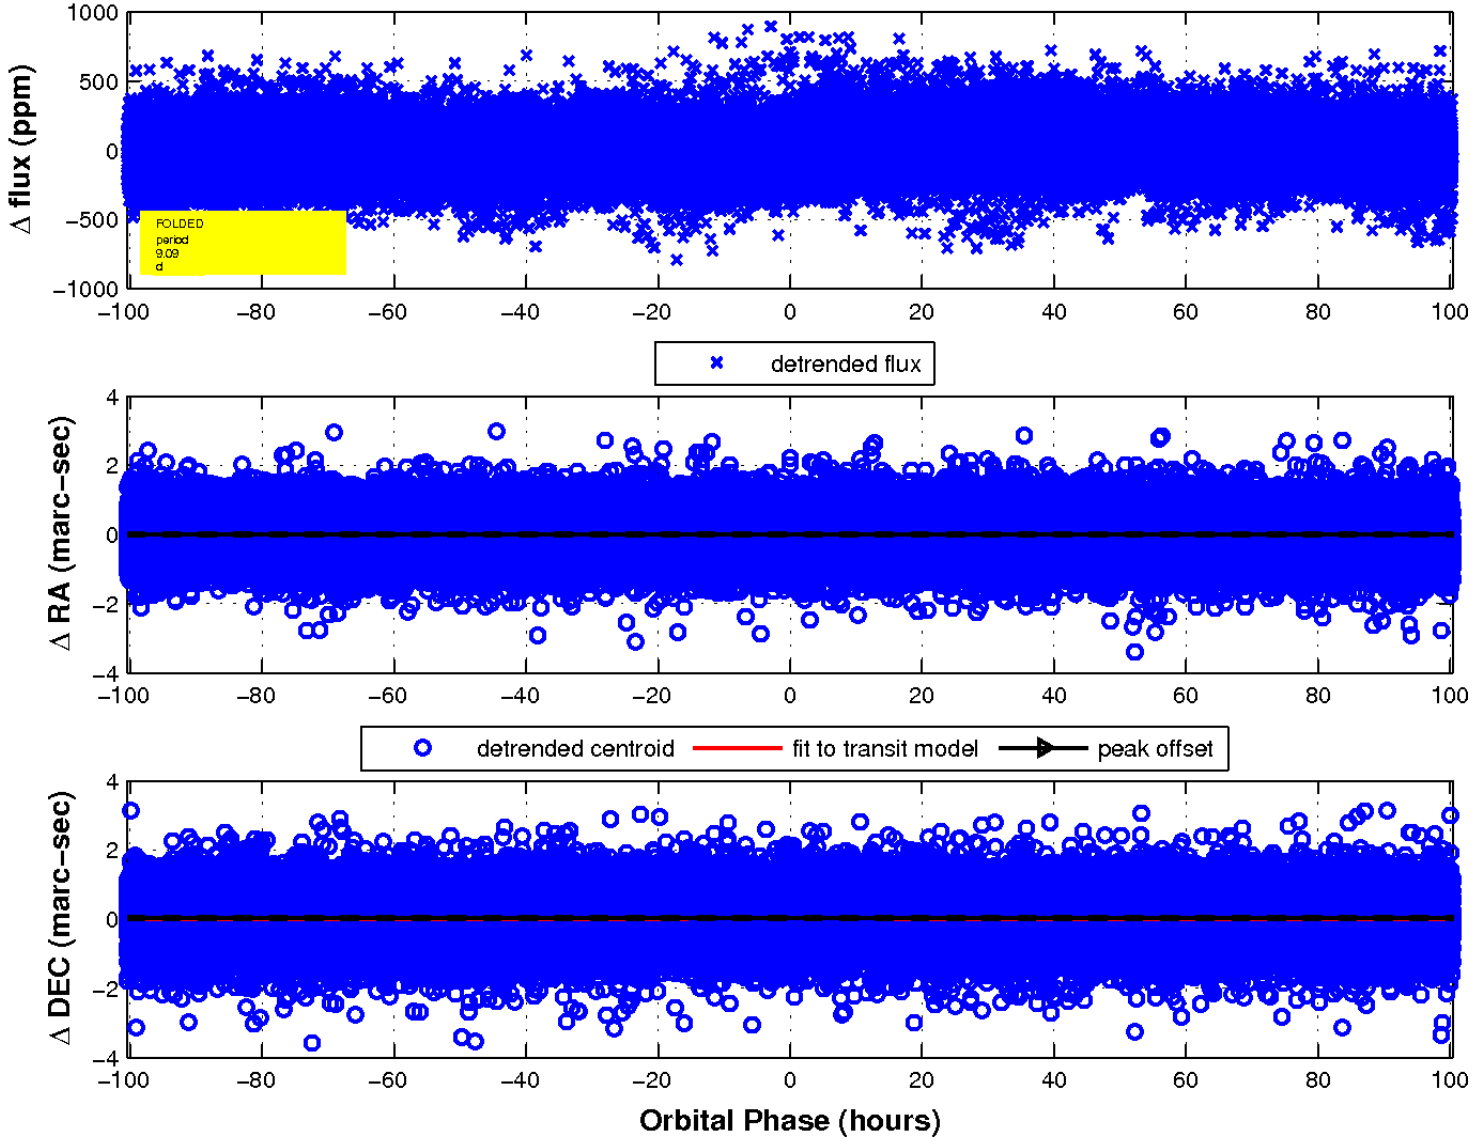 1000
500
0
−500
−1000
Δ flux (ppm)
FOLDED
period
9.09
d
−100 −80 −60 −40 −20 0 20 40 60 80 100
detrended flux
4
2
0
−2
−4
Δ RA (marc−sec)
−100 −80 −60 −40 −20 0 20 40 60 80 100
detrended centroid fit to transit model peak offset
4
2
0
−2
−4
Δ DEC (marc−sec)
−100 −80 −60 −40 −20 0 20 40 60 80 100
Orbital Phase (hours)